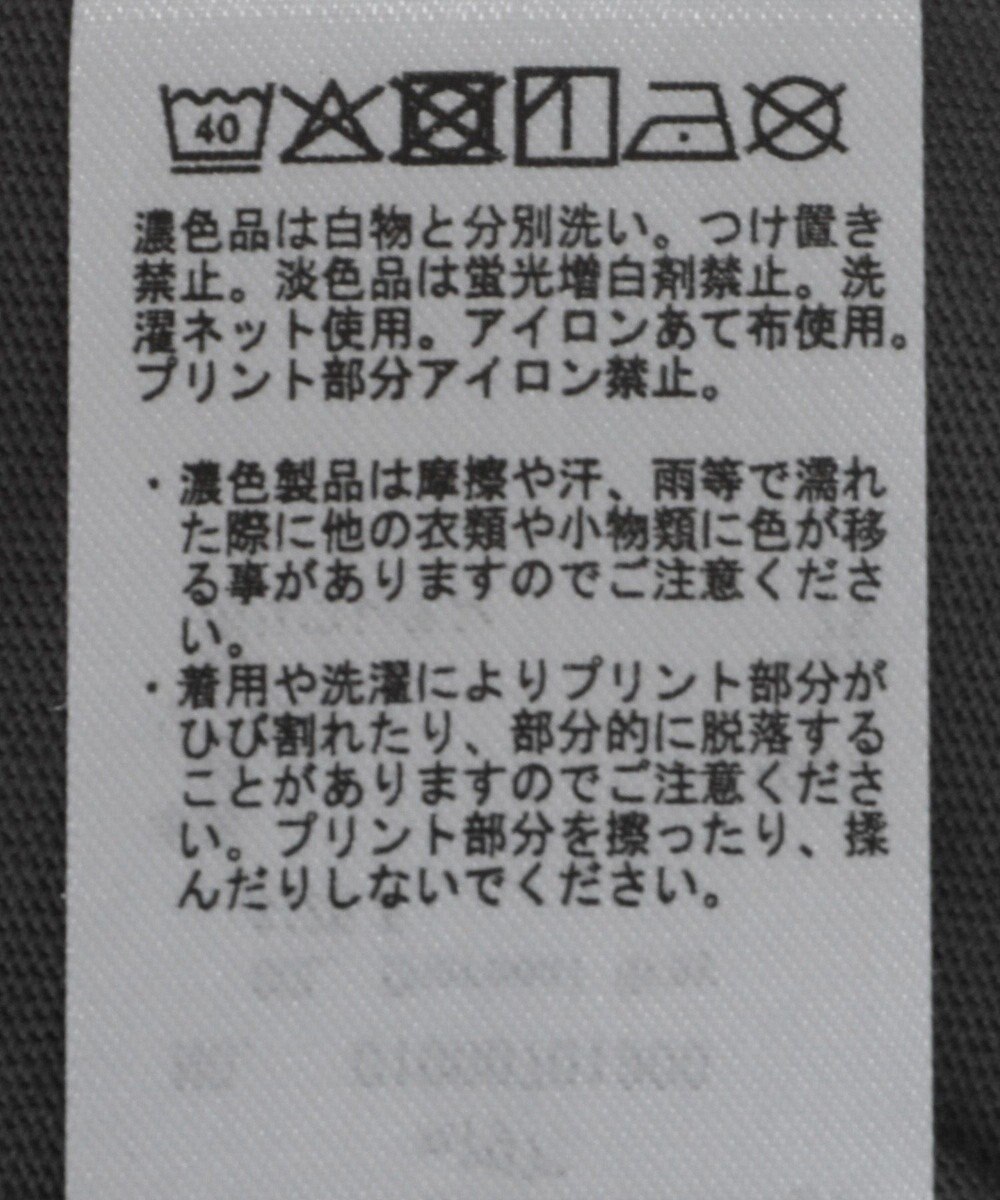 40
濃色品は白物と分別洗い。つけ置き
禁止。淡色品は蛍光増白剤禁止。洗
濯ネット使用。アイロンあて布使用。
プリント部分アイロン禁止。
・濃色製品は摩擦や汗、雨等で濡れ
た際に他の衣類や小物類に色が移
る事がありますのでご注意くださ
い。
・着用や洗濯によりプリント部分が
ひび割れたり、部分的に脱落する
ことがありますのでご注意くださ
い。プリント部分を擦ったり、揉
んだりしないでください。